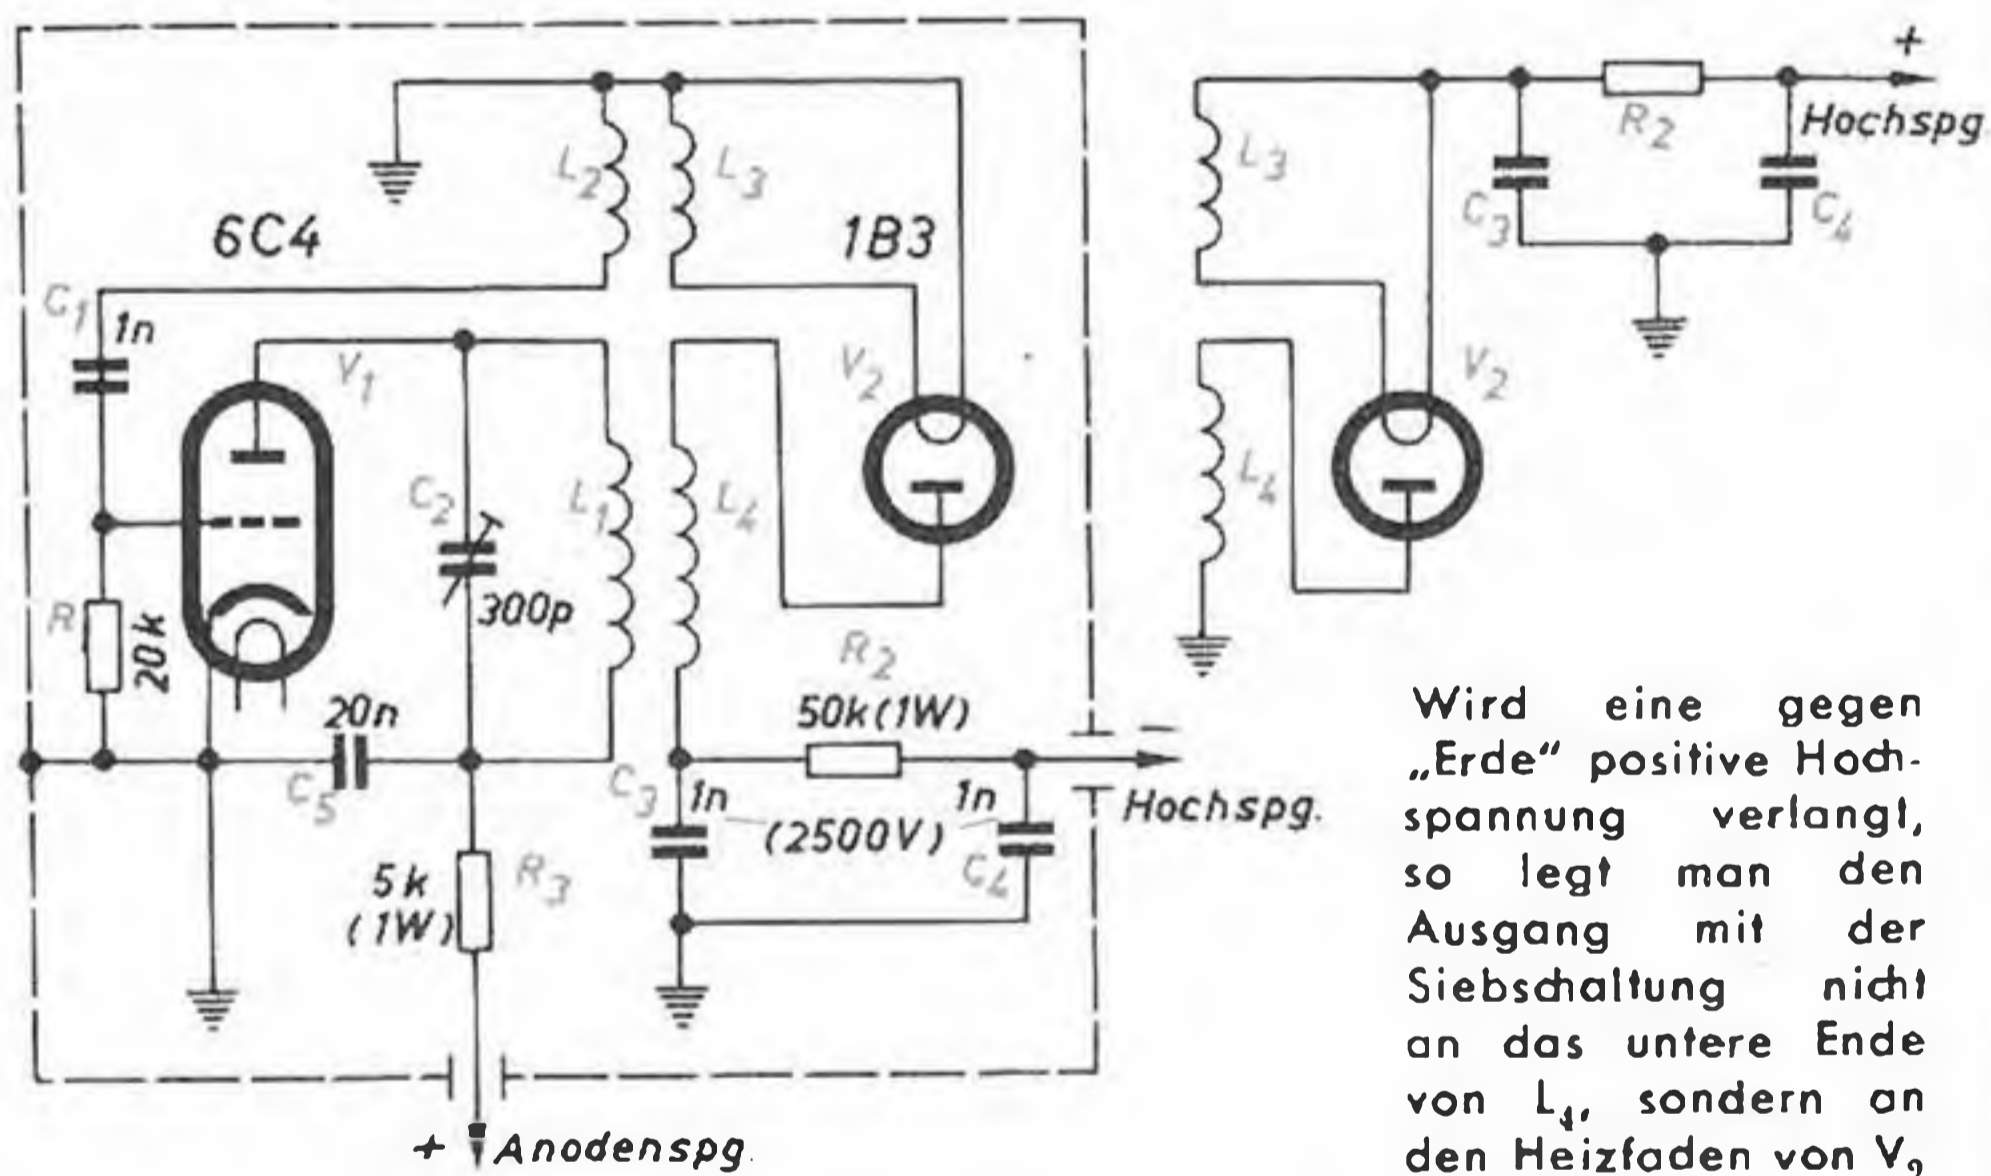 +
Hochspg
R2
L3
C3
C4
L2
L3
6C4
1B3
C1
1n
V1
V2
V2
C2
L1
L4
L4
300p
R
20k
R2
20n
50k(1W)
−
C5
C3
1n
1n
Hochspg.
(2500V)
C4
5k
(1W)
R3
+ Anodenspg.
Wird eine gegen
„Erde“ positive Hoch-
spannung verlangt,
so legt man den
Ausgang mit der
Siebschaltung nicht
an das untere Ende
von L4, sondern an
den Heizfaden von V2